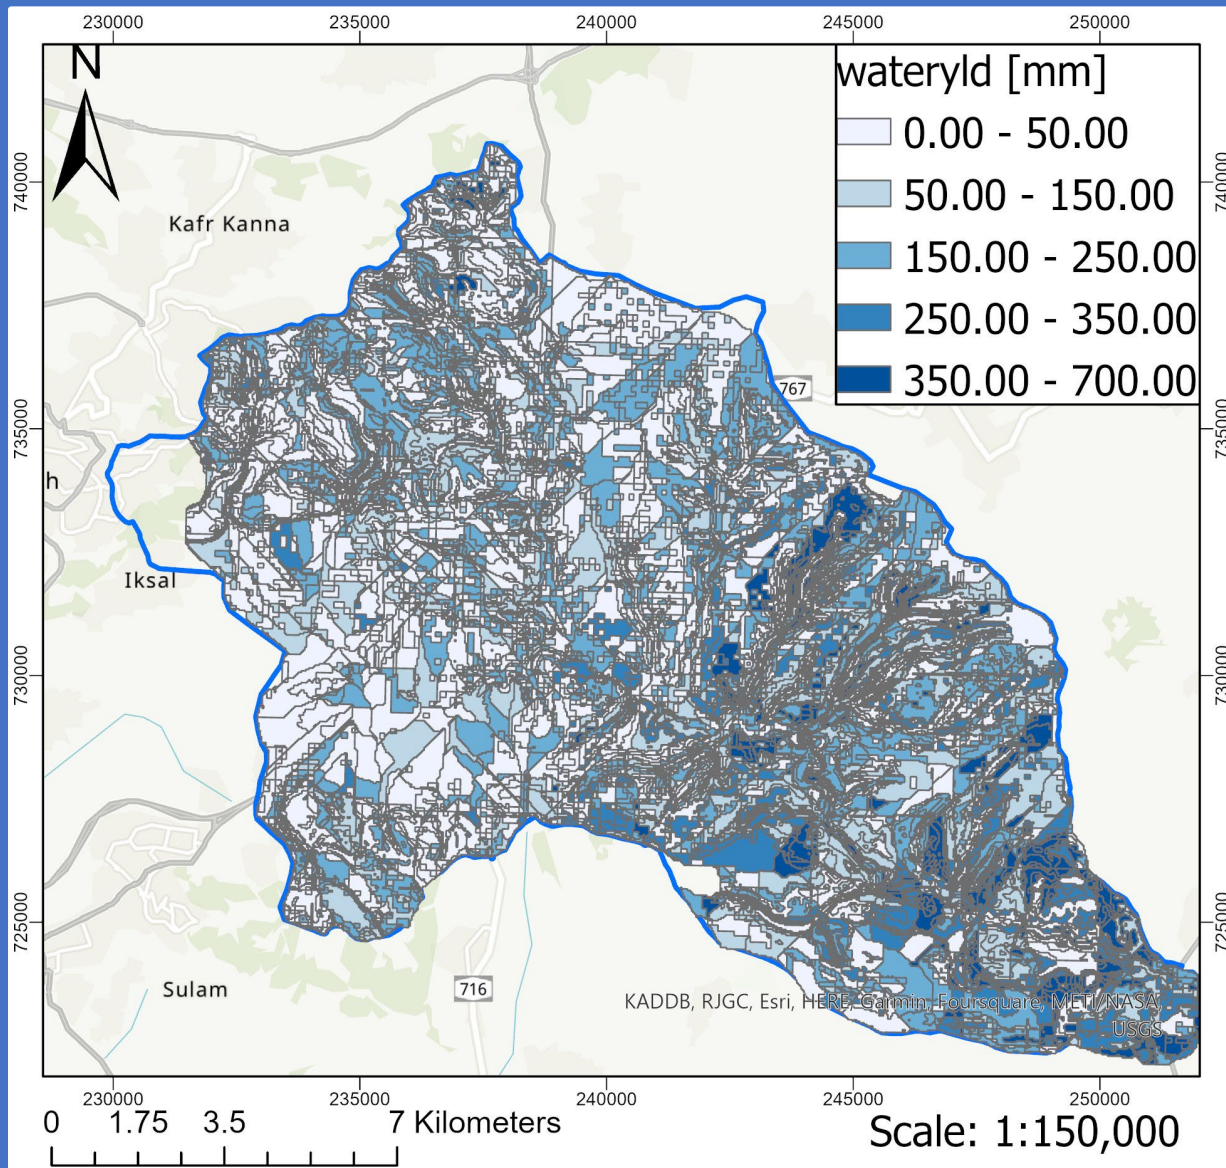 230000 235000 240000 245000 250000
N
wateryld [mm]
0.00 - 50.00
50.00 - 150.00
150.00 - 250.00
250.00 - 350.00
350.00 - 700.00
740000
740000
Kafr Kanna
767
735000
735000
h
Iksal
730000
730000
725000
725000
Sulam
716
KADDB, RJGC, Esri, HERE, Garmin, Foursquare, METI/NASA,
USGS
230000 235000 240000 245000 250000
0 1.75 3.5 7 Kilometers
Scale: 1:150,000